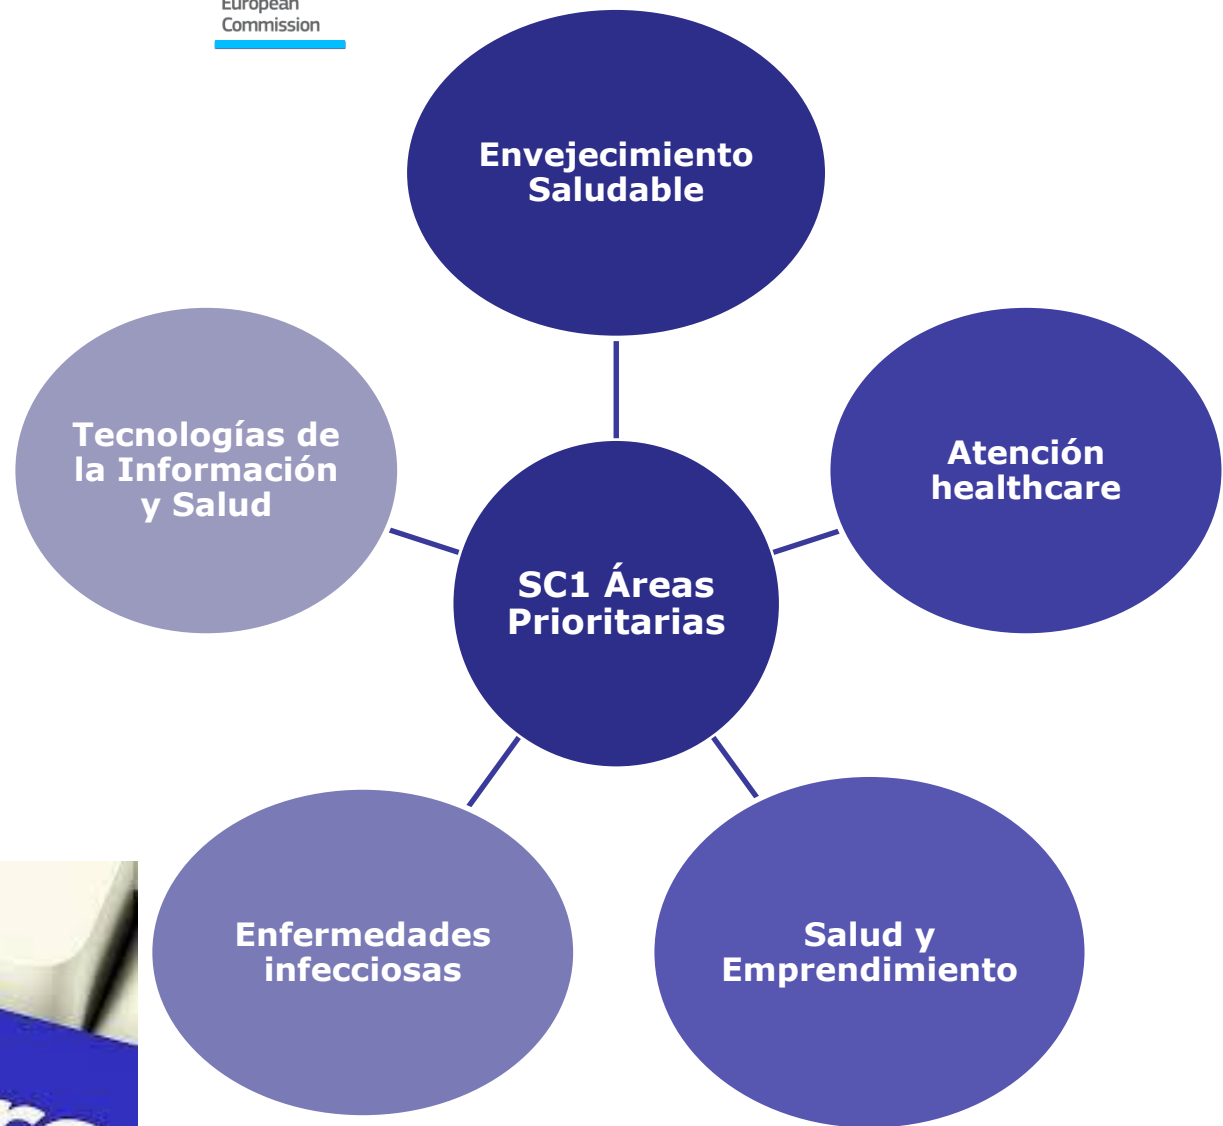 European
Commission
Envejecimiento
Saludable
Tecnologías de
la Información
y Salud
Atención
healthcare
SC1 Áreas
Prioritarias
Enfermedades
infecciosas
Salud y
Emprendimiento